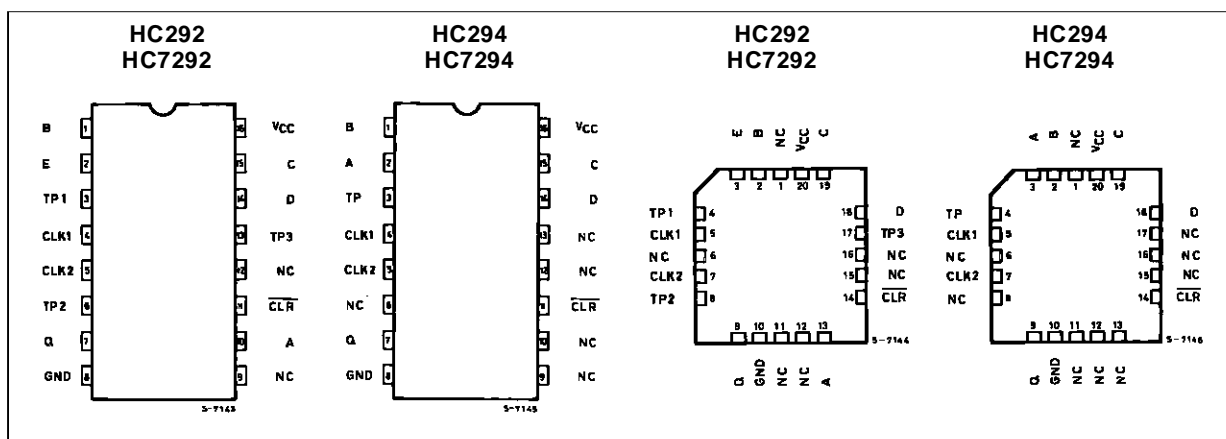 HC292
HC7292
HC294
HC7294
HC292
HC7292
HC294
HC7294
B 1 16 VCC
E 2 15 C
TP1 3 14 D
CLK1 4 13 TP3
CLK2 5 12 NC
TP2 6 11 CLR
Q 7 10 A
GND 8 9 NC
S-7143
B 1 16 VCC
A 2 15 C
TP 3 14 D
CLK1 4 13 NC
CLK2 5 12 NC
NC 6 11 CLR
Q 7 10 NC
GND 8 9 NC
S-7145
E B NC VCC C
3 2 1 20 19
TP1 4 18 D
CLK1 5 17 TP3
NC 6 16 NC
CLK2 7 15 NC
TP2 8 14 CLR
9 10 11 12 13
S-7144
Q GND NC NC A
A B NC VCC C
3 2 1 20 19
TP 4 18 D
CLK1 5 17 NC
NC 6 16 NC
CLK2 7 15 NC
NC 8 14 CLR
9 10 11 12 13
S-7146
Q GND NC NC NC